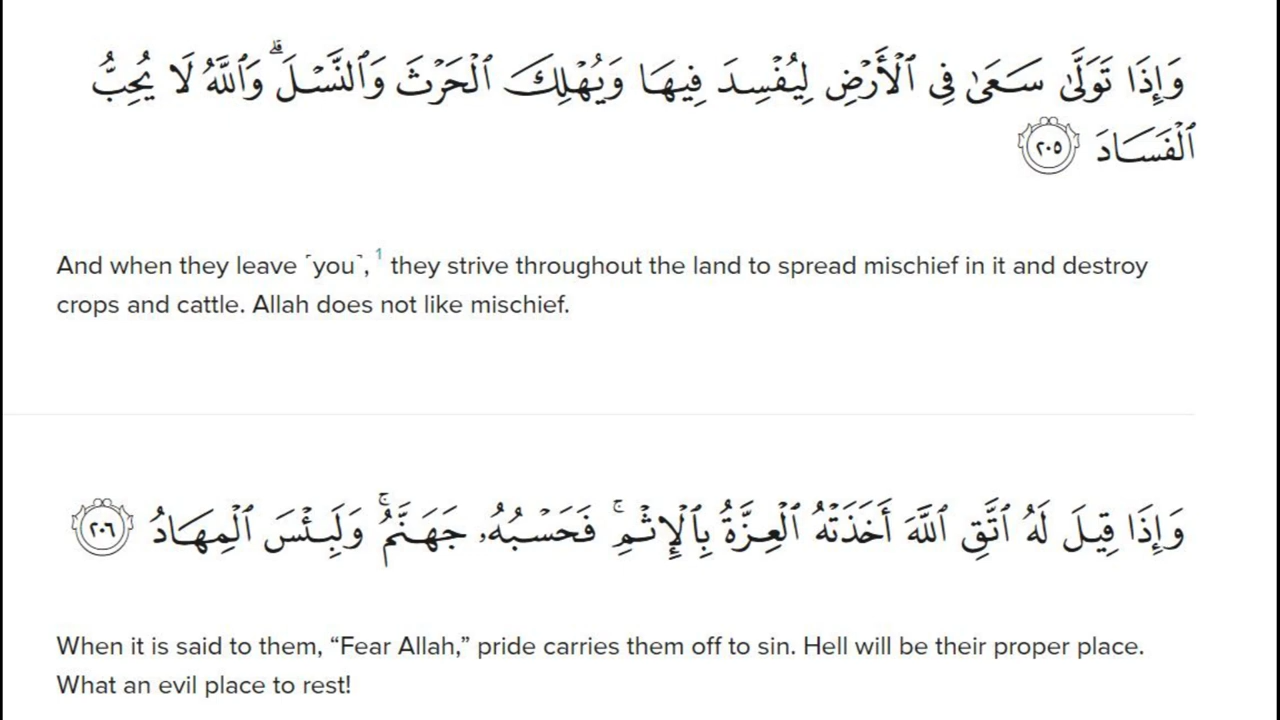 وَإِذَا تَوَلَّىٰ سَعَىٰ فِى ٱلْأَرْضِ لِيُفْسِدَ فِيهَا وَيُهْلِكَ ٱلْحَرْثَ وَٱلنَّسْلَ ۗ وَٱللَّهُ لَا يُحِبُّ
ٱلْفَسَادَ ٢٠٥
And when they leave ˹you˺, 1 they strive throughout the land to spread mischief in it and destroy
crops and cattle. Allah does not like mischief.
وَإِذَا قِيلَ لَهُ ٱتَّقِ ٱللَّهَ أَخَذَتْهُ ٱلْعِزَّةُ بِٱلْإِثْمِ ۚ فَحَسْبُهُۥ جَهَنَّمُ ۚ وَلَبِئْسَ ٱلْمِهَادُ ٢٠٦
When it is said to them, “Fear Allah,” pride carries them off to sin. Hell will be their proper place.
What an evil place to rest!